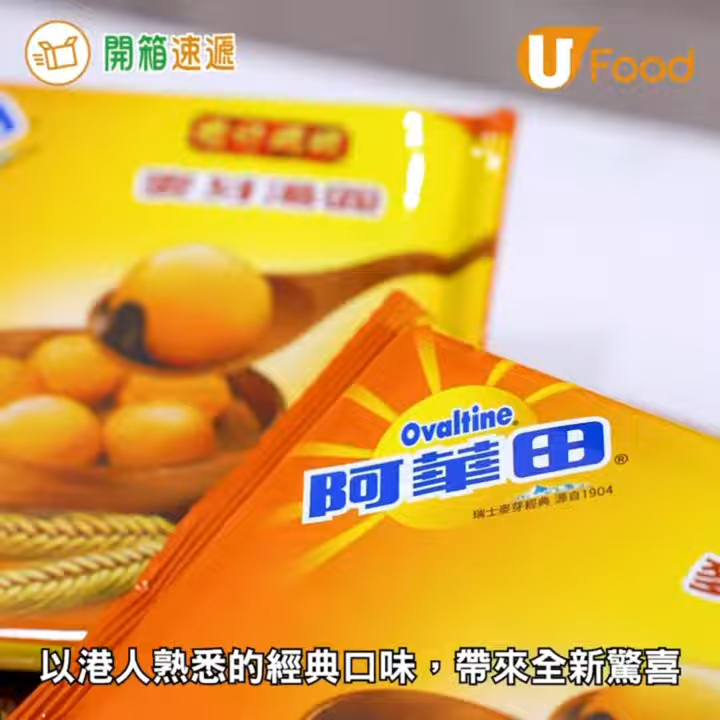 開箱速遞
U Food
Ovaltine
阿華田®
瑞士麥芽經典 源自1904
以港人熟悉的經典口味，帶來全新驚喜